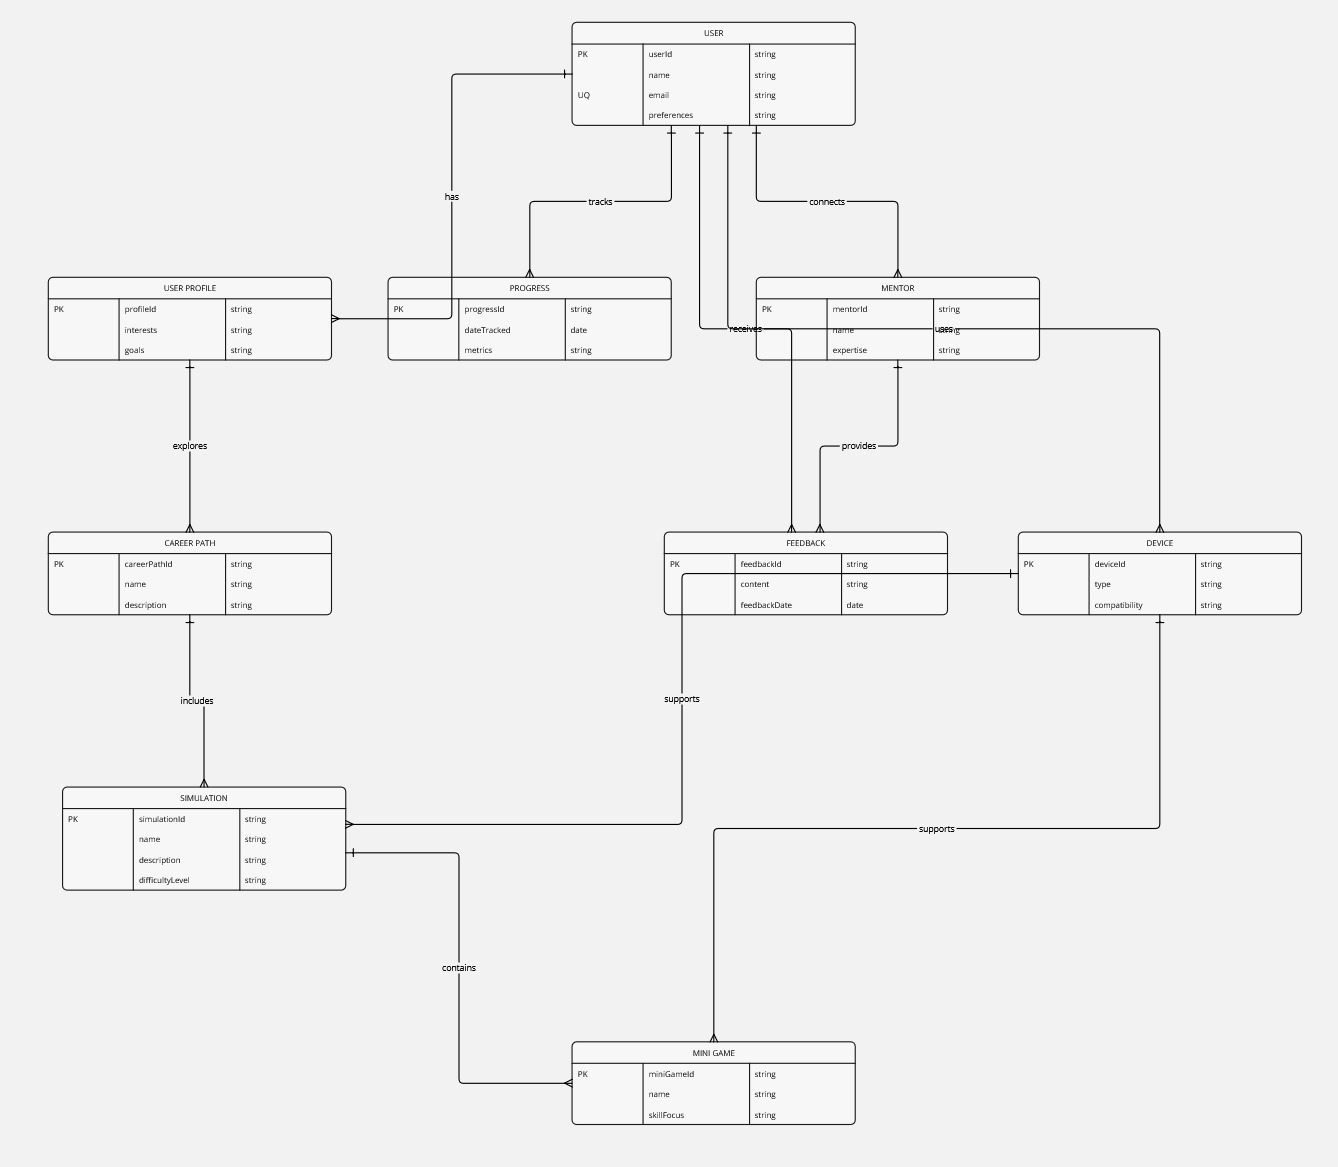 USER
PK userId string
name string
UQ email string
preferences string
has
tracks
connects
USER PROFILE
PK profileId string
interests string
goals string
PROGRESS
PK progressId string
dateTracked date
metrics string
MENTOR
PK mentorId string
name string
expertise string
receives
uses
explores
provides
CAREER PATH
PK careerPathId string
name string
description string
FEEDBACK
PK feedbackId string
content string
feedbackDate date
DEVICE
PK deviceId string
type string
compatibility string
includes
supports
SIMULATION
PK simulationId string
name string
description string
difficultyLevel string
supports
contains
MINI GAME
PK miniGameId string
name string
skillFocus string